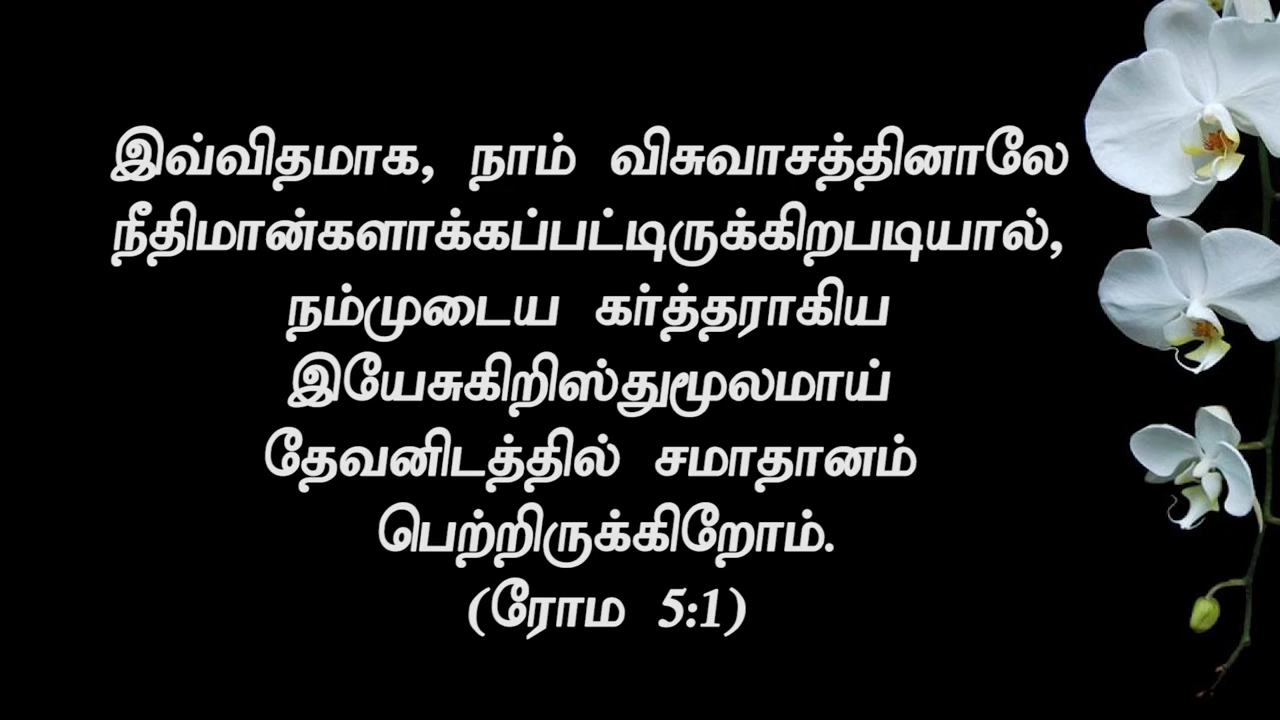 இவ்விதமாக, நாம் விசுவாசத்தினாலே
நீதிமான்களாக்கப்பட்டிருக்கிறபடியால்,
நம்முடைய கர்த்தராகிய
இயேசுகிறிஸ்துமூலமாய்
தேவனிடத்தில் சமாதானம்
பெற்றிருக்கிறோம்.
(ரோம 5:1)